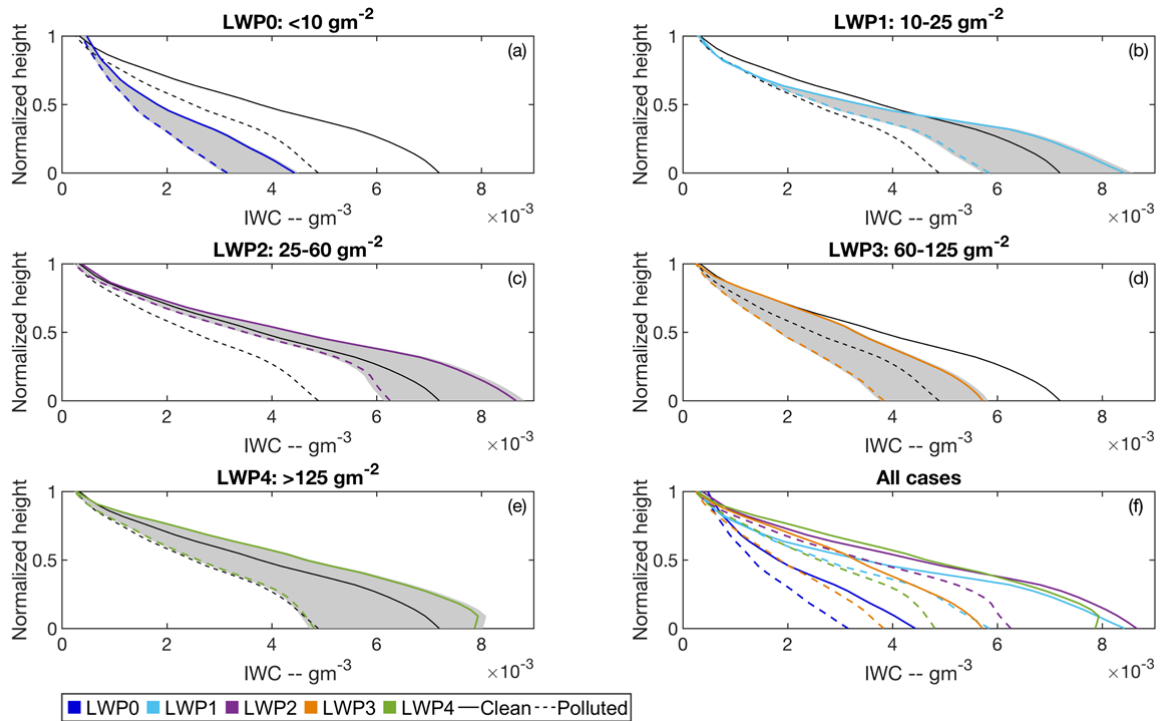 LWP0: <10 gm-2
Normalized height
1
0.5
0
(a)
0 2 4 6 8
×10-3
IWC -- gm-3
LWP1: 10-25 gm-2
Normalized height
1
0.5
0
(b)
0 2 4 6 8
×10-3
IWC -- gm-3
LWP2: 25-60 gm-2
Normalized height
1
0.5
0
(c)
0 2 4 6 8
×10-3
IWC -- gm-3
LWP3: 60-125 gm-2
Normalized height
1
0.5
0
(d)
0 2 4 6 8
×10-3
IWC -- gm-3
LWP4: >125 gm-2
Normalized height
1
0.5
0
(e)
0 2 4 6 8
×10-3
IWC -- gm-3
All cases
Normalized height
1
0.5
0
(f)
0 2 4 6 8
×10-3
IWC -- gm-3
LWP0 LWP1 LWP2 LWP3 LWP4 Clean Polluted